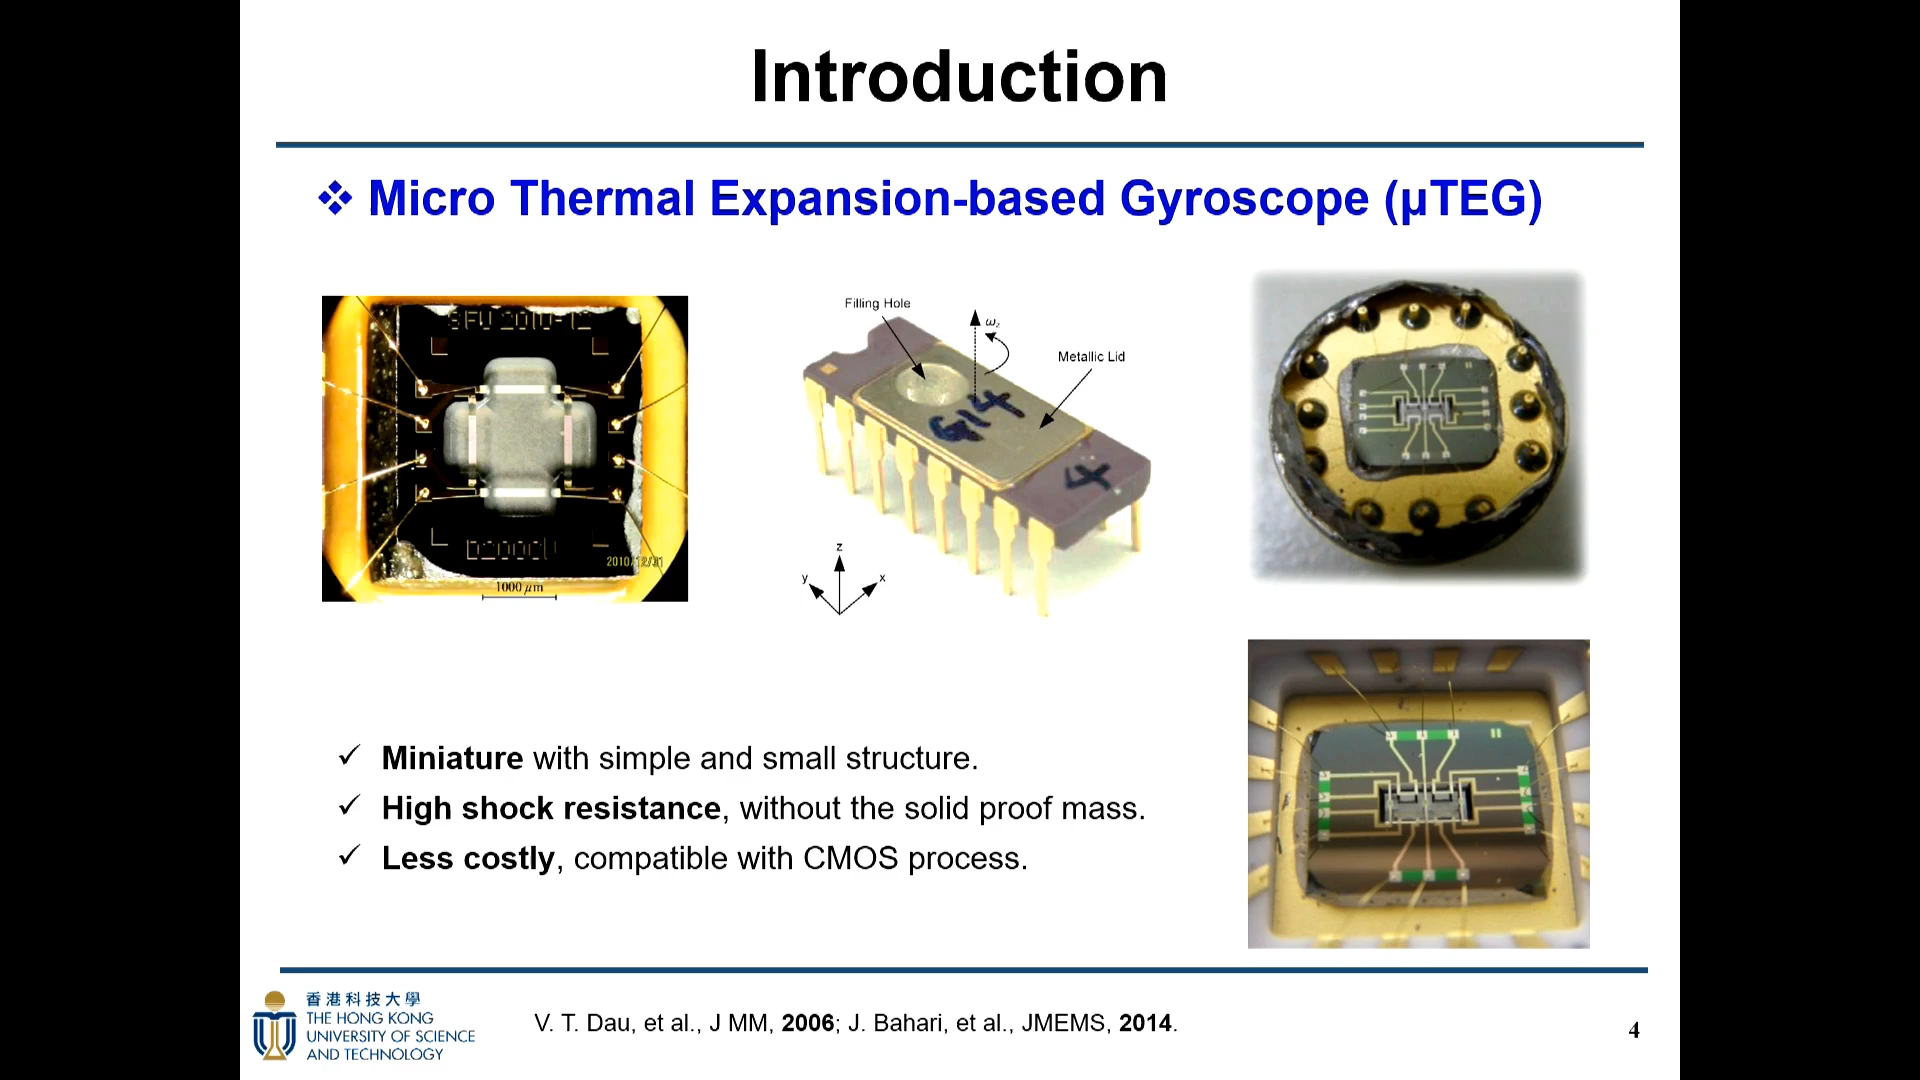 Introduction
❖ Micro Thermal Expansion-based Gyroscope (µTEG)
2010/12/01
1000 µm
Filling Hole
ωz
Metallic Lid
G14
4
z
y
x
✓ Miniature with simple and small structure.
✓ High shock resistance, without the solid proof mass.
✓ Less costly, compatible with CMOS process.
香港科技大學
THE HONG KONG
UNIVERSITY OF SCIENCE
AND TECHNOLOGY
V. T. Dau, et al., J MM, 2006; J. Bahari, et al., JMEMS, 2014.
4